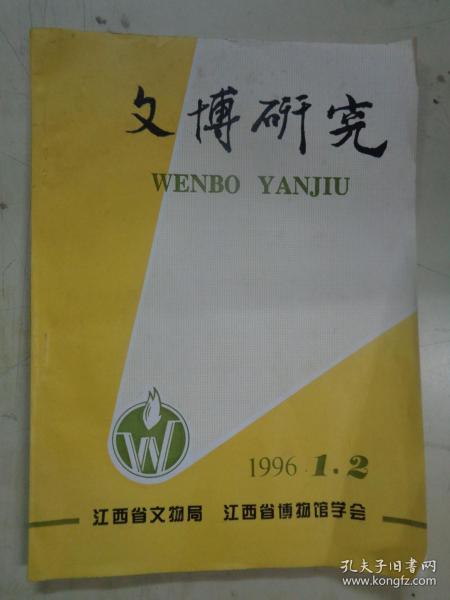 文博研究
WENBO YANJIU
W
1996.1.2
江西省文物局 江西省博物馆学会
孔夫子旧书网
www.kongfz.com